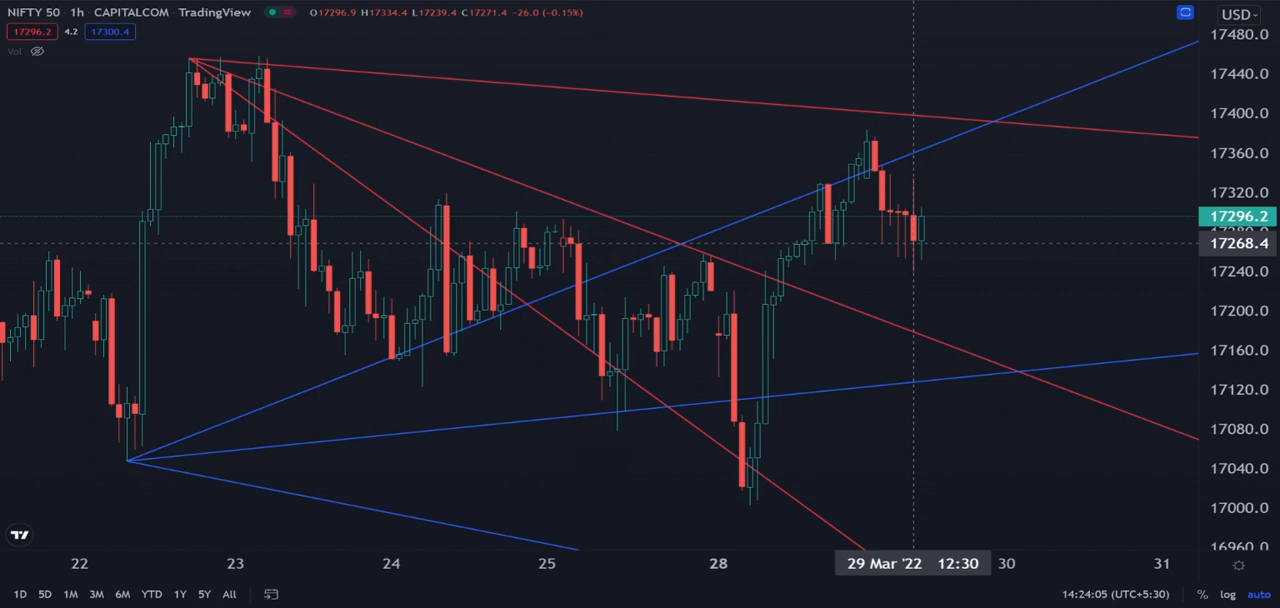 NIFTY 50 · 1h · CAPITALCOM · TradingView O17296.9 H17334.4 L17239.4 C17271.4 -26.0 (-0.15%)
17296.2 4.2 17300.4
Vol
USD
17480.0
17440.0
17400.0
17360.0
17320.0
17296.2
17280.0
17268.4
17240.0
17200.0
17160.0
17120.0
17080.0
17040.0
17000.0
16960.0
22 23 24 25 28 29 Mar '22 12:30 30 31
1D 5D 1M 3M 6M YTD 1Y 5Y All 14:24:05 (UTC+5:30) % log auto